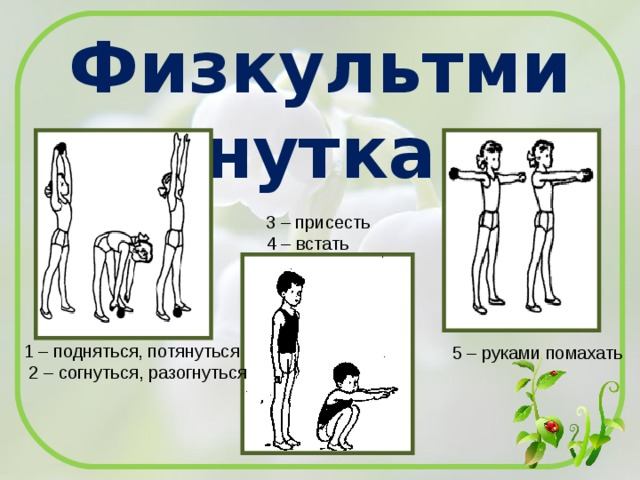 Физкультми
нутка
3 – присесть
4 – встать
1 – подняться, потянуться
2 – согнуться, разогнуться
5 – руками помахать